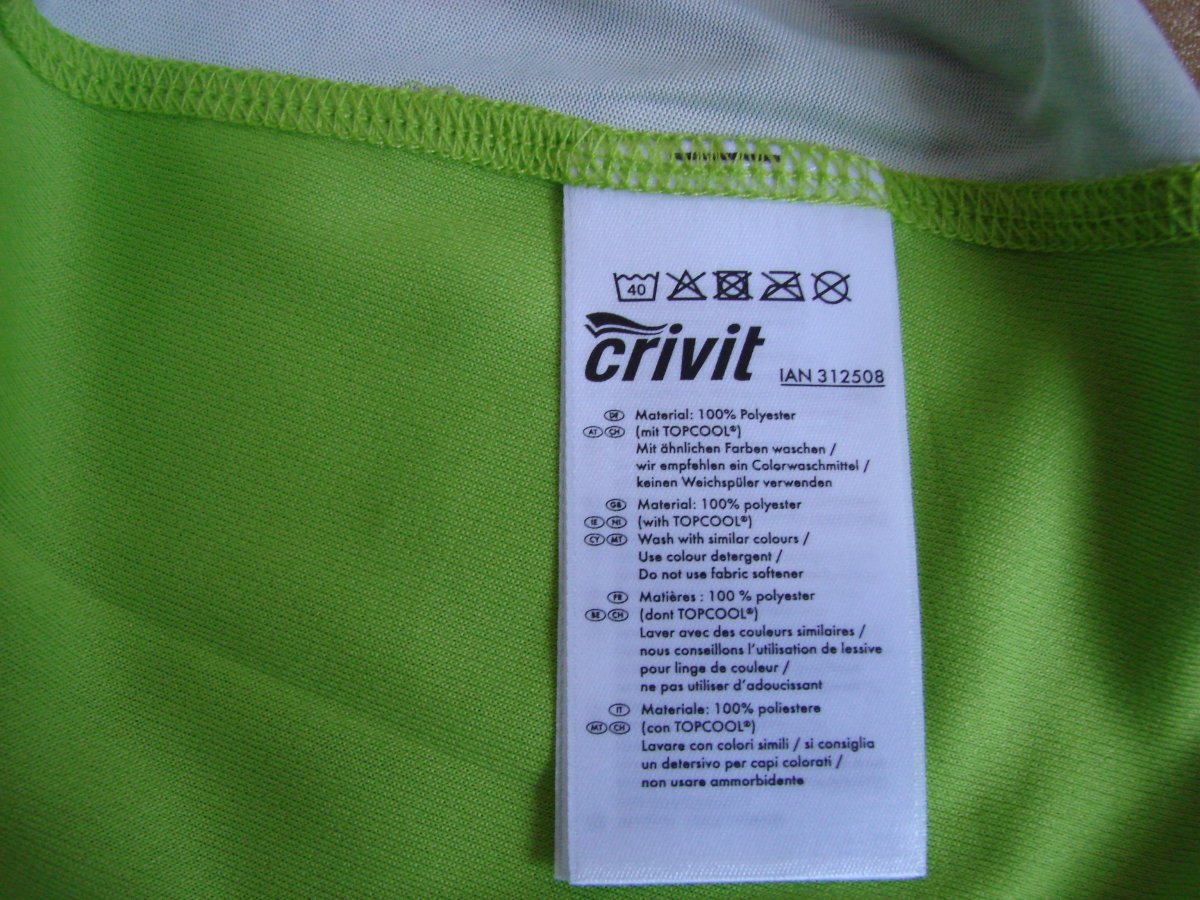 40
crivit
IAN 312508
DE Material: 100% Polyester
AT CH (mit TOPCOOL®)
Mit ähnlichen Farben waschen /
wir empfehlen ein Colorwaschmittel /
keinen Weichspüler verwenden
GB Material: 100% polyester
IE NI (with TOPCOOL®)
CY MT Wash with similar colours /
Use colour detergent /
Do not use fabric softener
FR Matières : 100 % polyester
BE CH (dont TOPCOOL®)
Laver avec des couleurs similaires /
nous conseillons l'utilisation de lessive
pour linge de couleur /
ne pas utiliser d'adoucissant
IT Materiale: 100% poliestere
MT CH (con TOPCOOL®)
Lavare con colori simili / si consiglia
un detersivo per capi colorati /
non usare ammorbidente